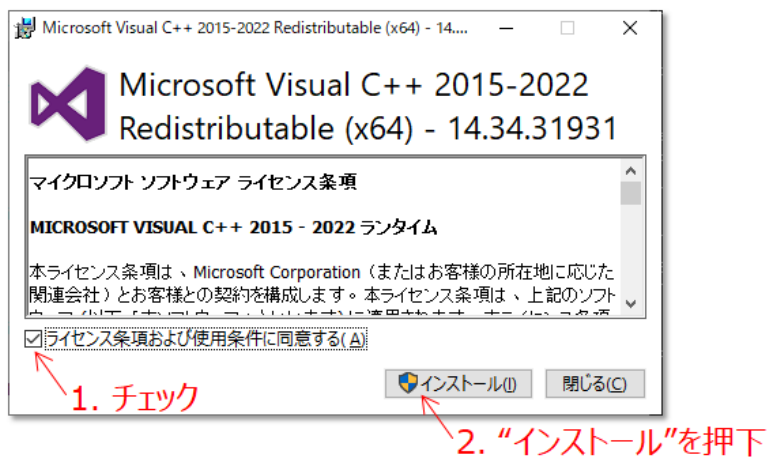 Microsoft Visual C++ 2015-2022 Redistributable (x64) - 14....
Microsoft Visual C++ 2015-2022
Redistributable (x64) - 14.34.31931
マイクロソフト ソフトウェア ライセンス条項
MICROSOFT VISUAL C++ 2015 - 2022 ランタイム
本ライセンス条項は、Microsoft Corporation（またはお客様の所在地に応じた
関連会社）とお客様との契約を構成します。本ライセンス条項は、上記のソフト
ライセンス条項および使用条件に同意する(A)
インストール(I)
閉じる(C)
1. チェック
2. “インストール”を押下